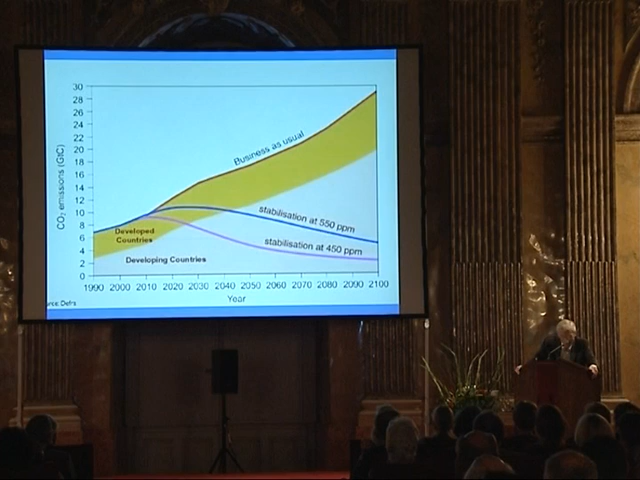 30
28
26
24
22
20
18
16
14
12
10
8
6
4
2
0
CO2 emissions (GtC)
Business as usual
stabilisation at 550 ppm
stabilisation at 450 ppm
Developed
Countries
Developing Countries
1990 2000 2010 2020 2030 2040 2050 2060 2070 2080 2090 2100
Year
urce: Defra